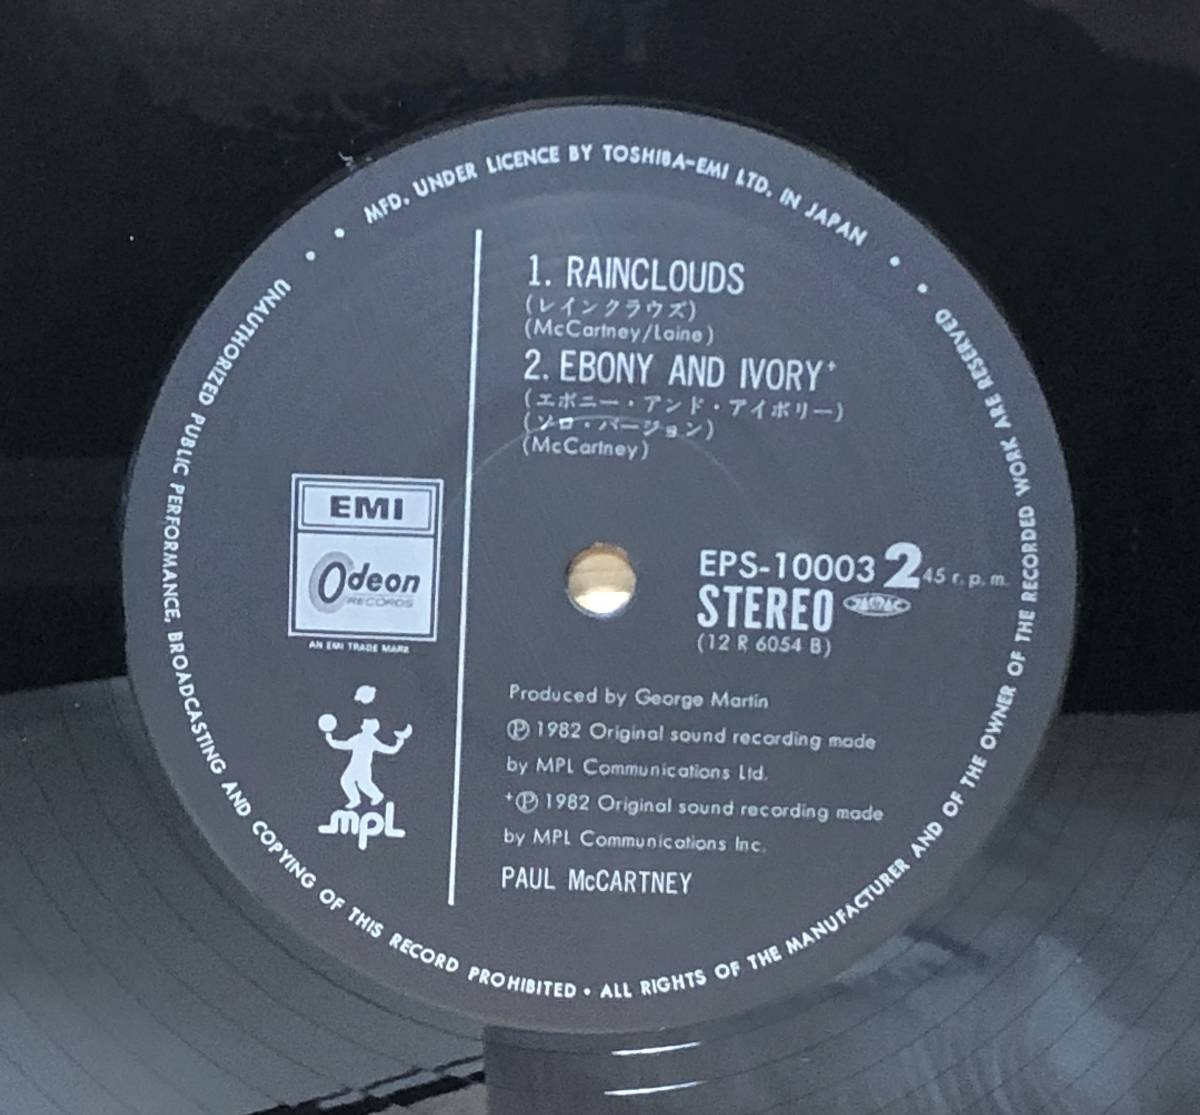 MFD. UNDER LICENCE BY TOSHIBA-EMI LTD. IN JAPAN
1. RAINCLOUDS
(レインクラウズ)
(McCartney/Laine)
2. EBONY AND IVORY+
(エボニー・アンド・アイボリー)
(ソロ・バージョン)
(McCartney)
EMI
Odeon
RECORDS
AN EMI TRADE MARK
EPS-10003 2 45 r.p.m.
STEREO
(12 R 6054 B)
mpl
Produced by George Martin
Ⓟ 1982 Original sound recording made
by MPL Communications Ltd.
+Ⓟ 1982 Original sound recording made
by MPL Communications Inc.
PAUL McCARTNEY
UNAUTHORIZED PUBLIC PERFORMANCE, BROADCASTING AND COPYING OF THIS RECORD PROHIBITED • ALL RIGHTS OF THE MANUFACTURER AND OF THE OWNER OF THE RECORDED WORK ARE RESERVED